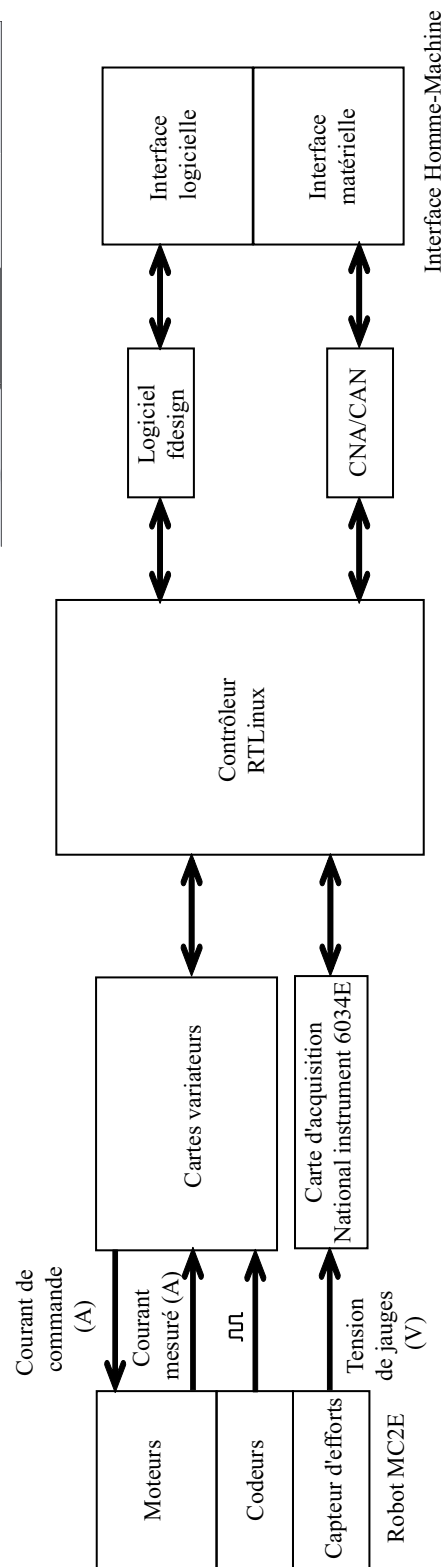 Courant de
commande
(A)
Moteurs
Courant
mesuré (A)
Codeurs
Cartes variateurs
Capteur d'efforts
Tension
de jauges
(V)
Carte d'acquisition
National instrument 6034E
Robot MC2E
Contrôleur
RTLinux
Logiciel
fdesign
CNA/CAN
Interface
logicielle
Interface
matérielle
Interface Homme-Machine